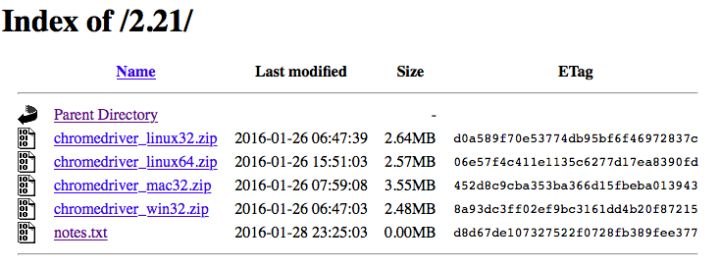 Index of /2.21/
Name Last modified Size ETag
Parent Directory -
chromedriver_linux32.zip 2016-01-26 06:47:39 2.64MB d0a589f70e53774db95bf6f46972837c
chromedriver_linux64.zip 2016-01-26 15:51:03 2.57MB 06e57f4c411e1135c6277d17ea8390fd
chromedriver_mac32.zip 2016-01-26 07:59:08 3.55MB 452d8c9cba353ba366d15fbeba013943
chromedriver_win32.zip 2016-01-26 06:47:03 2.48MB 8a93dc3ff02ef9bc3161dd4b20f87215
notes.txt 2016-01-28 23:25:03 0.00MB d8d67de107327522f0728fb389fee377